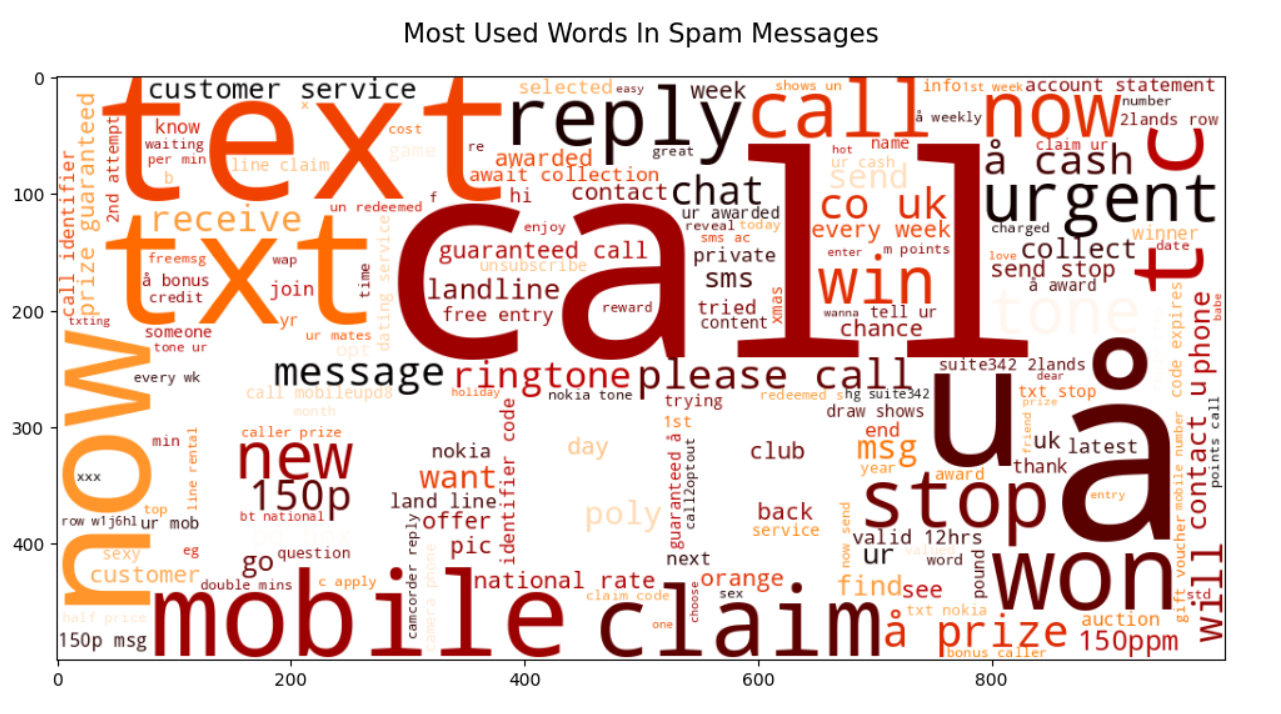 Most Used Words In Spam Messages
0
100
200
300
400
0
200
400
600
800
customer service
selected
easy
week
shows un
info
1st week
account statement
text
reply
call
now
number
å weekly
2lands row
prize guaranteed
2nd attempt
know
waiting
per min
b
x
cost
game
line claim
re
great
awarded
await collection
hot
name
ur cash
send
claim ur
å cash
c
call identifier
receive
un redeemed
f
hi
contact
chat
ur awarded
reveal
today
sms ac
co uk
every week
urgent
charged
winner
txt
freemsg
wap
å bonus
credit
join
time
dating service
call
enjoy
guaranteed call
unsubscribe
landline
free entry
reward
private
sms
tried
content
xmas
enter
m points
win
wanna
tell ur
chance
love
collect
send stop
å award
date
t
tone
txting
someone
tone ur
yr
ur mates
opt
code expires
babe
now
every wk
message
ringtone
please call
suite342 2lands
dear
å
call mobileupd8
month
holiday
nokia tone
trying
redeemed s
hg suite342
draw shows
u
txt stop
prize
friend
will contact u
phone
points call
caller prize
new
min
line rental
nokia
identifier code
1st
day
club
end
msg
year
uk
latest
thank
xxx
150p
want
land line
guaranteed å
call2optout
award
entry
mobile number
top
row w1j6hl
ur mob
bt national
po box
camcorder reply
offer
poly
back
service
now send
stop
sexy
eg
go
question
pic
next
valid 12hrs
ur
valued
word
pound
won
customer
double mins
c apply
camera phone
national rate
orange
claim code
choose
sex
find
see
gift voucher
std
half price
150p msg
mobile
one
claim
txt nokia
å prize
bonus caller
auction
150ppm